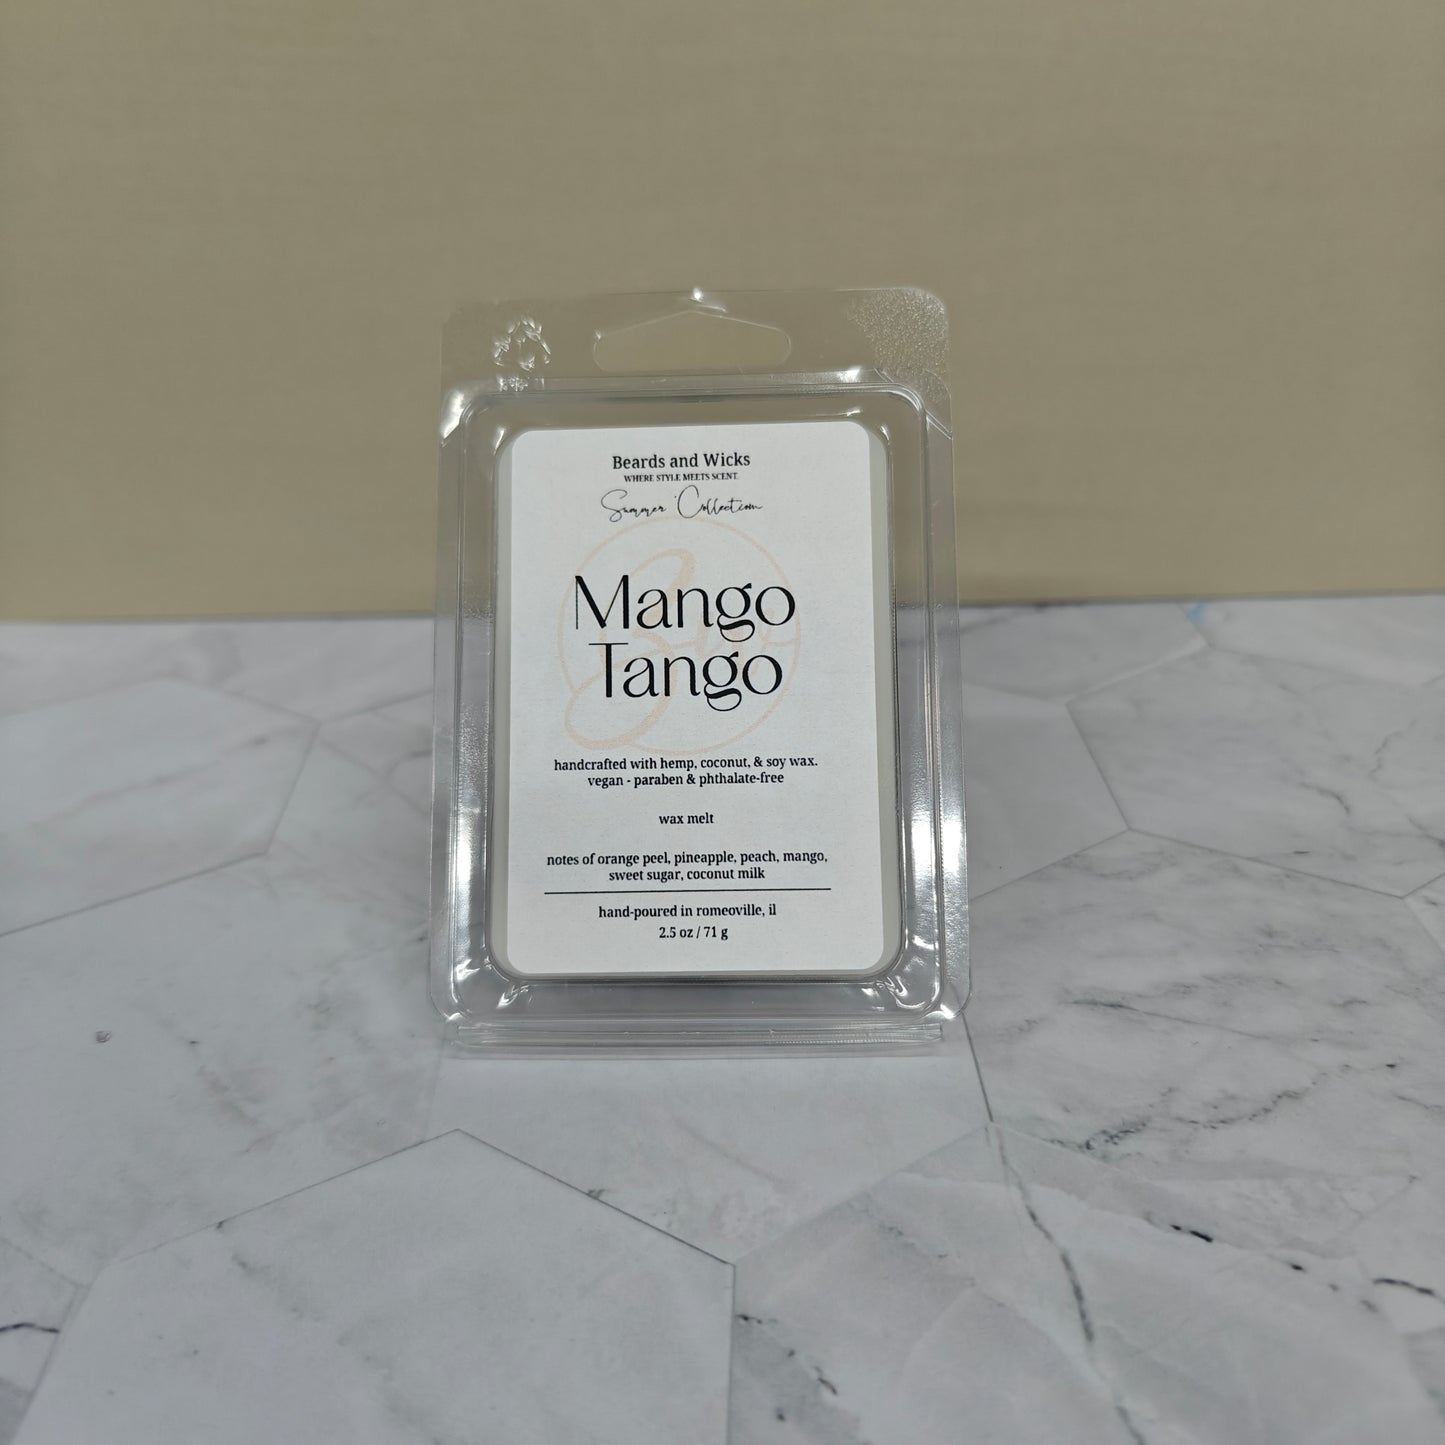 Beards and Wicks
WHERE STYLE MEETS SCENT.
Summer Collection
Mango
Tango
handcrafted with hemp, coconut, & soy wax.
vegan - paraben & phthalate-free
wax melt
notes of orange peel, pineapple, peach, mango,
sweet sugar, coconut milk
hand-poured in romeoville, il
2.5 oz / 71 g